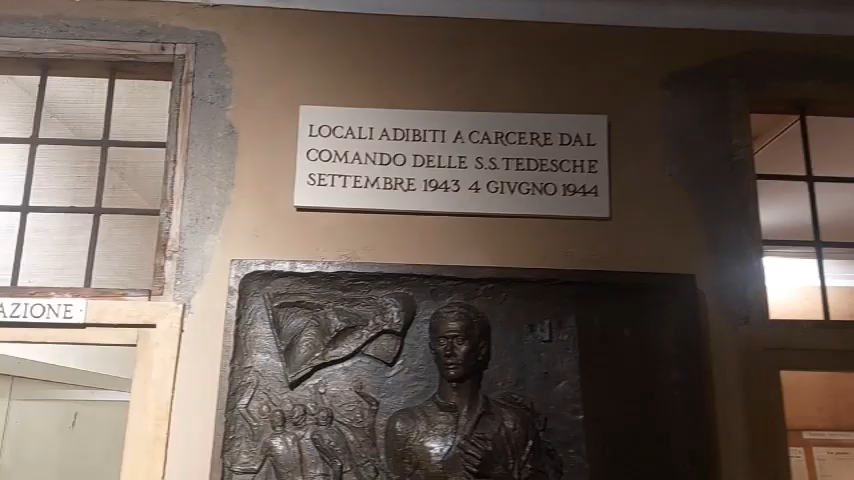 LOCALI ADIBITI A CARCERE DAL
COMANDO DELLE S.S. TEDESCHE
SETTEMBRE 1943 4 GIVGNO 1944
AZIONE